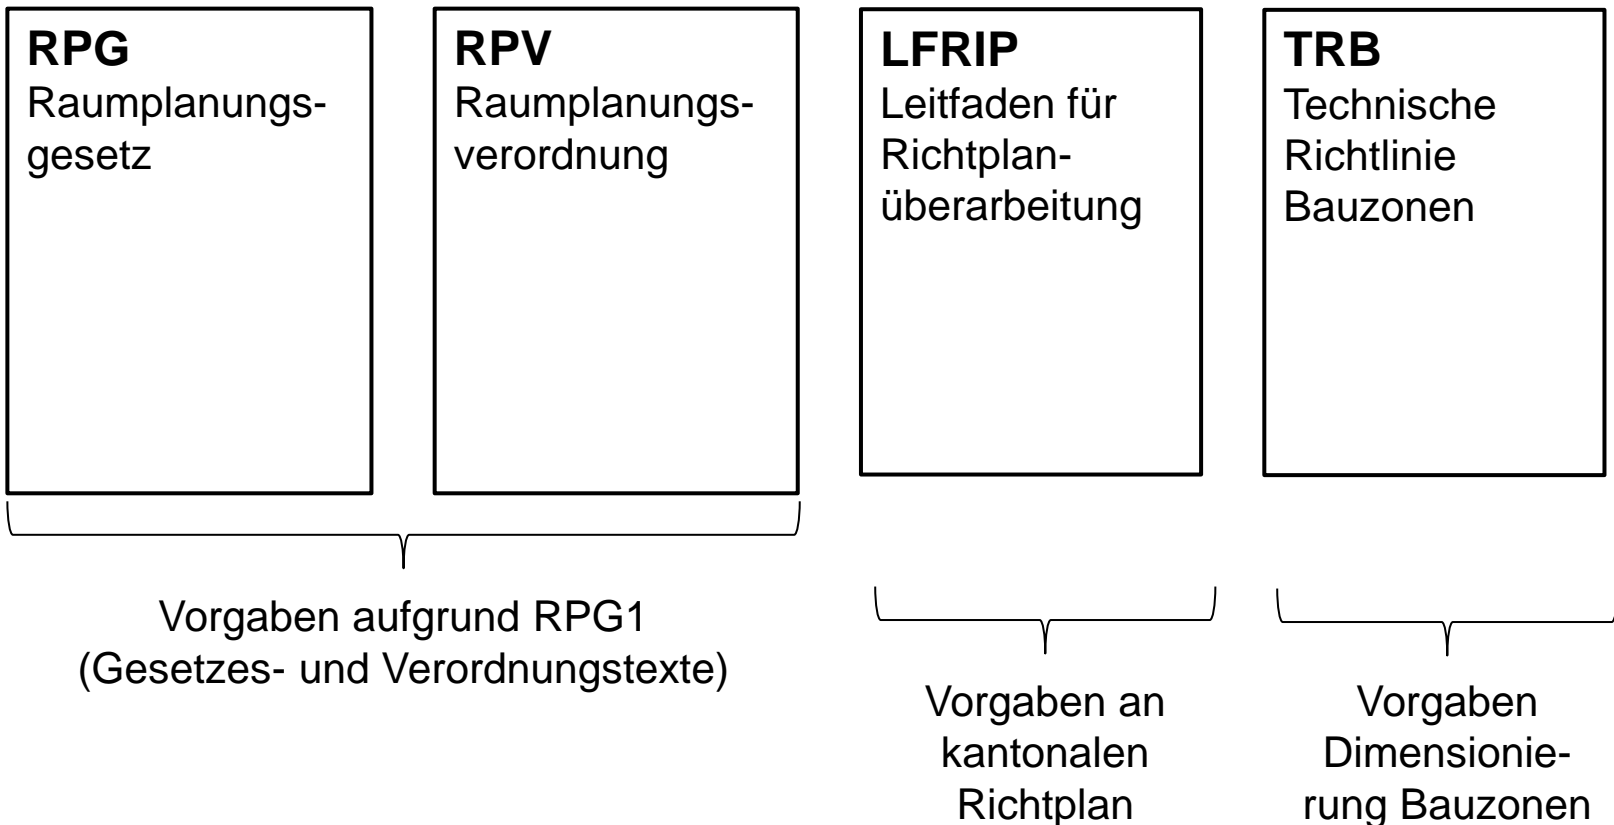 RPG
Raumplanungs-
gesetz
RPV
Raumplanungs-
verordnung
LFRIP
Leitfaden für
Richtplan-
überarbeitung
TRB
Technische
Richtlinie
Bauzonen
Vorgaben aufgrund RPG1
(Gesetzes- und Verordnungstexte)
Vorgaben an
kantonalen
Richtplan
Vorgaben
Dimensionie-
rung Bauzonen